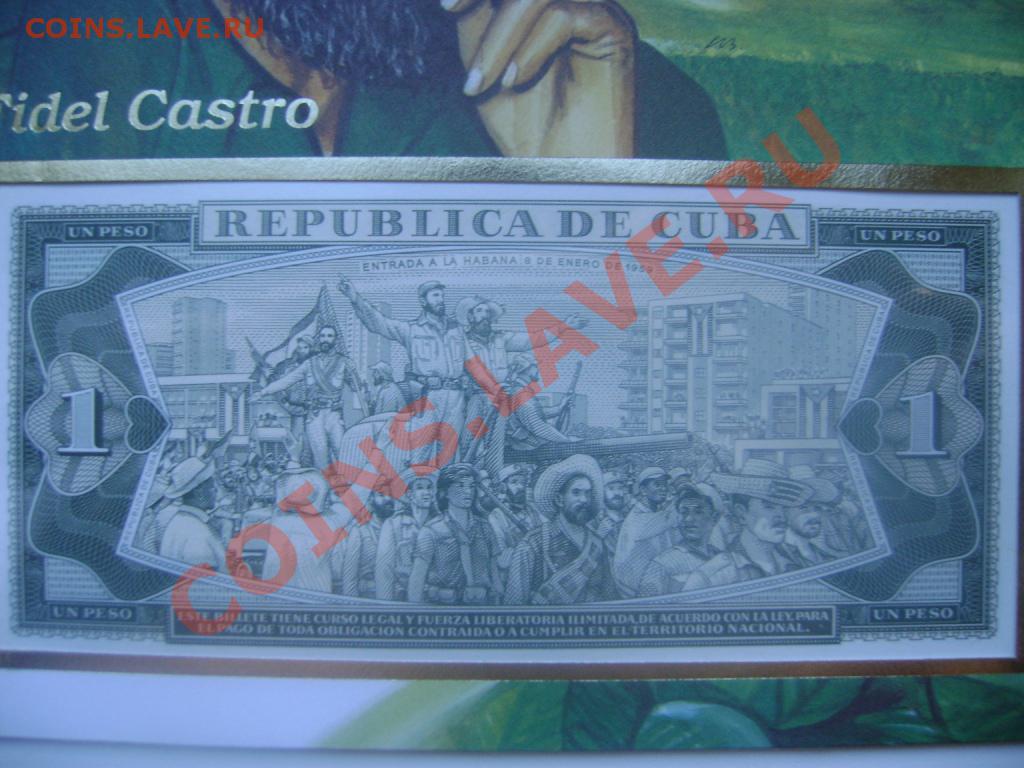 COINS.LAVE.RU
Fidel Castro
REPUBLICA DE CUBA
UN PESO
UN PESO
ENTRADA A LA HABANA: 8 DE ENERO DE 1959
1
1
COINS.LAVE.RU
UN PESO
UN PESO
ESTE BILLETE TIENE CURSO LEGAL Y FUERZA LIBERATORIA ILIMITADA, DE ACUERDO CON LA LEY, PARA
EL PAGO DE TODA OBLIGACION CONTRAIDA O A CUMPLIR EN EL TERRITORIO NACIONAL.